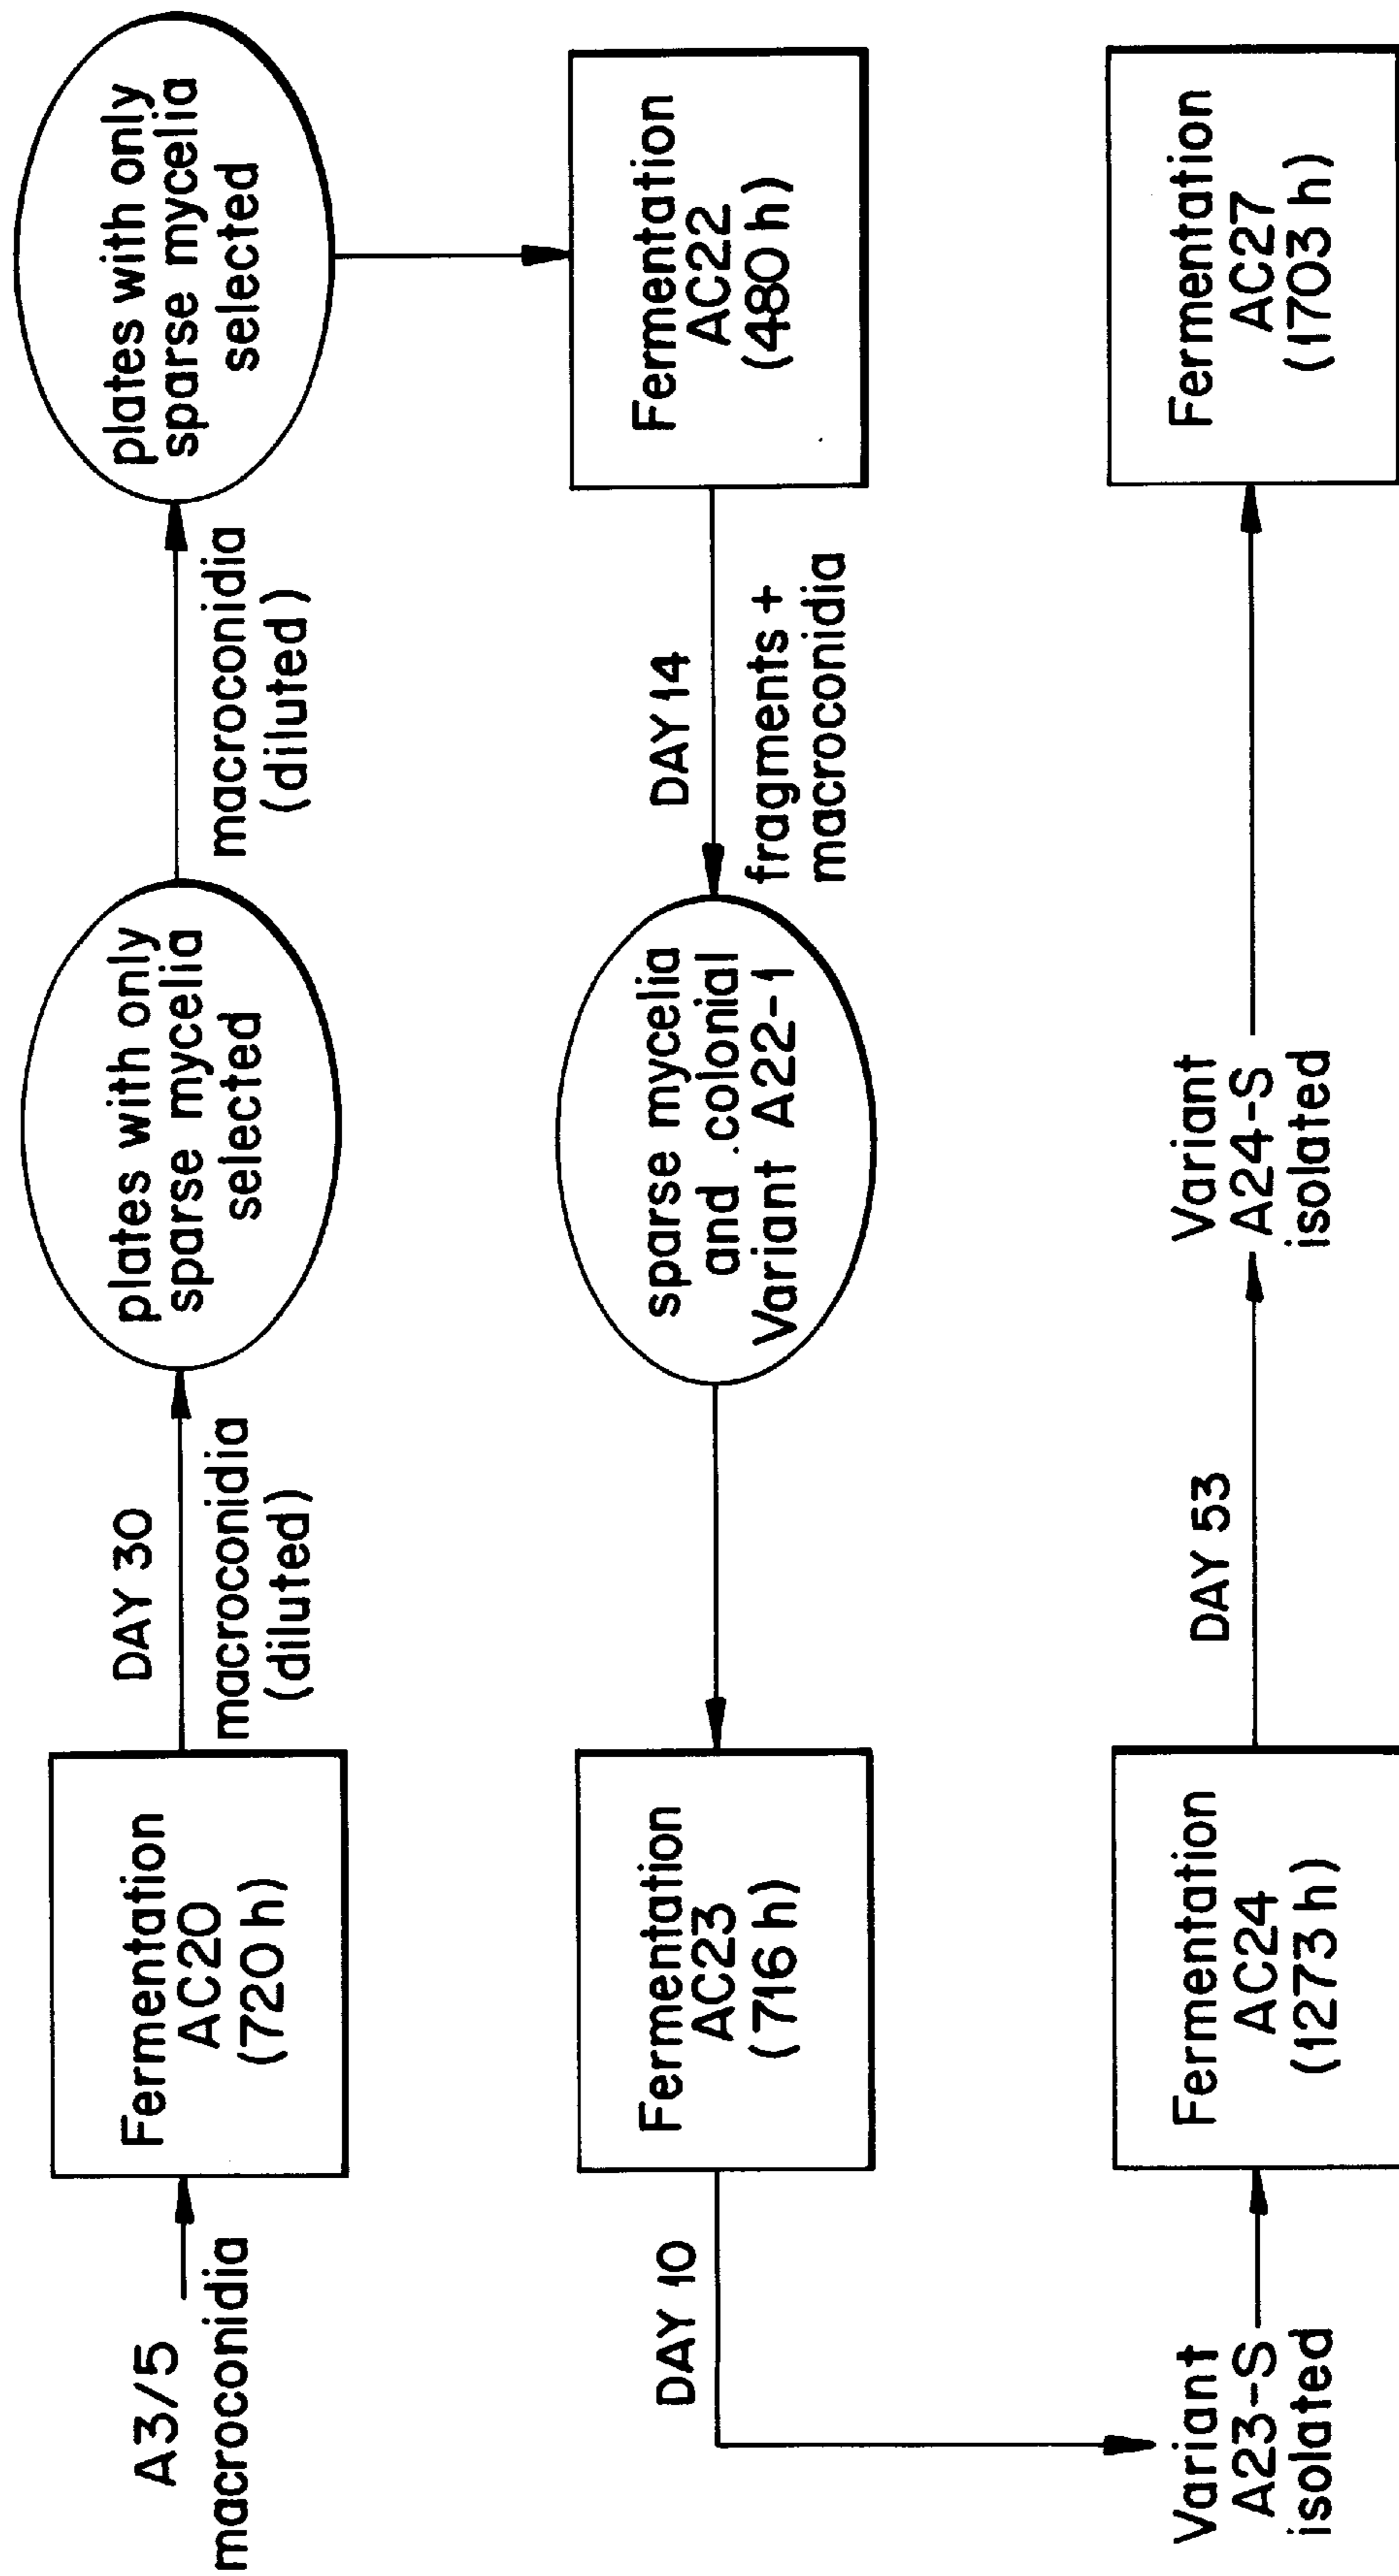 A3/5
macroconidia
Fermentation
AC20
(720 h)
DAY 30
macroconidia
(diluted)
plates with only
sparse mycelia
selected
macroconidia
(diluted)
plates with only
sparse mycelia
selected
Fermentation
AC22
(480 h)
DAY 14
fragments +
macroconidia
sparse mycelia
and colonial
Variant A22-1
Fermentation
AC23
(716 h)
DAY 10
Variant
A23-S
isolated
Fermentation
AC24
(1273 h)
DAY 53
Variant
A24-S
isolated
Fermentation
AC27
(1703 h)